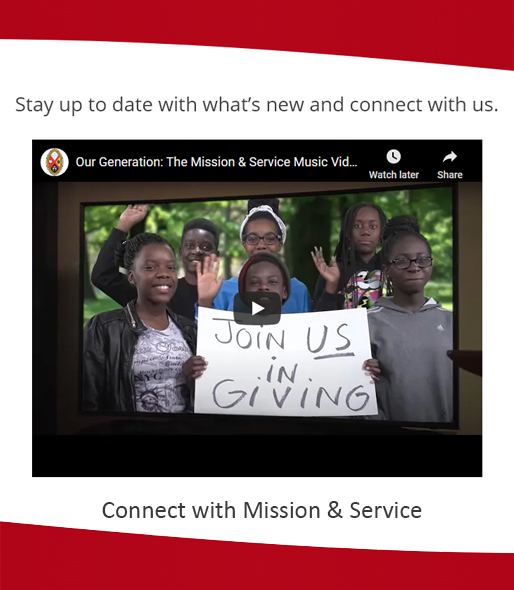 Stay up to date with what's new and connect with us.
Our Generation: The Mission & Service Music Vid...
Watch later
Share
JOIN US
IN
GIVING
Connect with Mission & Service